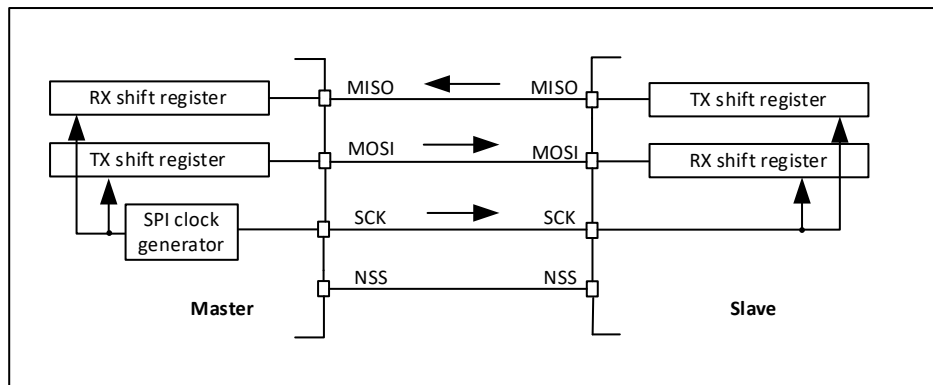 RX shift register
MISO
MISO
TX shift register
TX shift register
MOSI
MOSI
RX shift register
SPI clock
generator
SCK
SCK
NSS
NSS
Master
Slave